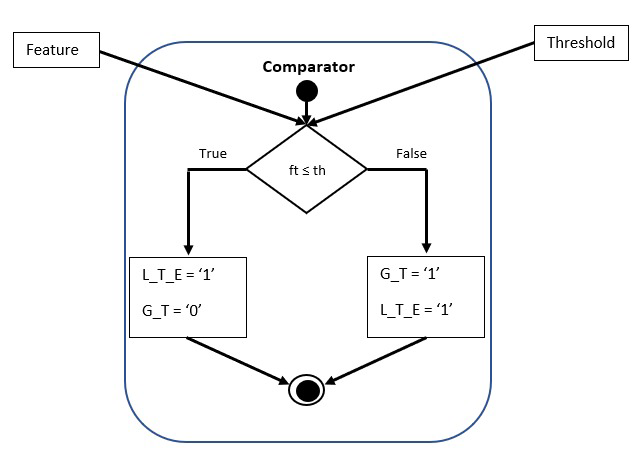 Feature
Threshold
Comparator
True
ft ≤ th
False
L_T_E = ‘1’
G_T = ‘0’
G_T = ‘1’
L_T_E = ‘1’